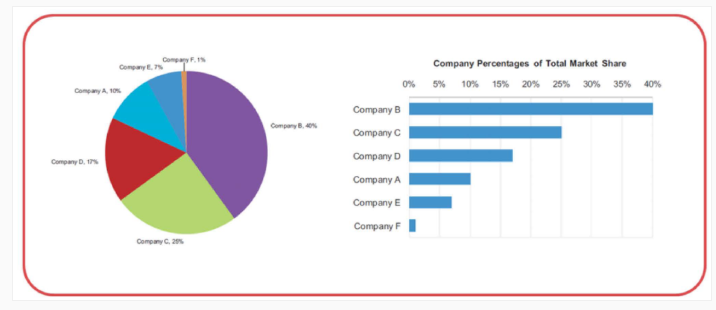 Company F, 1%
Company E, 7%
Company A, 10%
Company B, 40%
Company D, 17%
Company C, 25%
Company Percentages of Total Market Share
0% 5% 10% 15% 20% 25% 30% 35% 40%
Company B
Company C
Company D
Company A
Company E
Company F